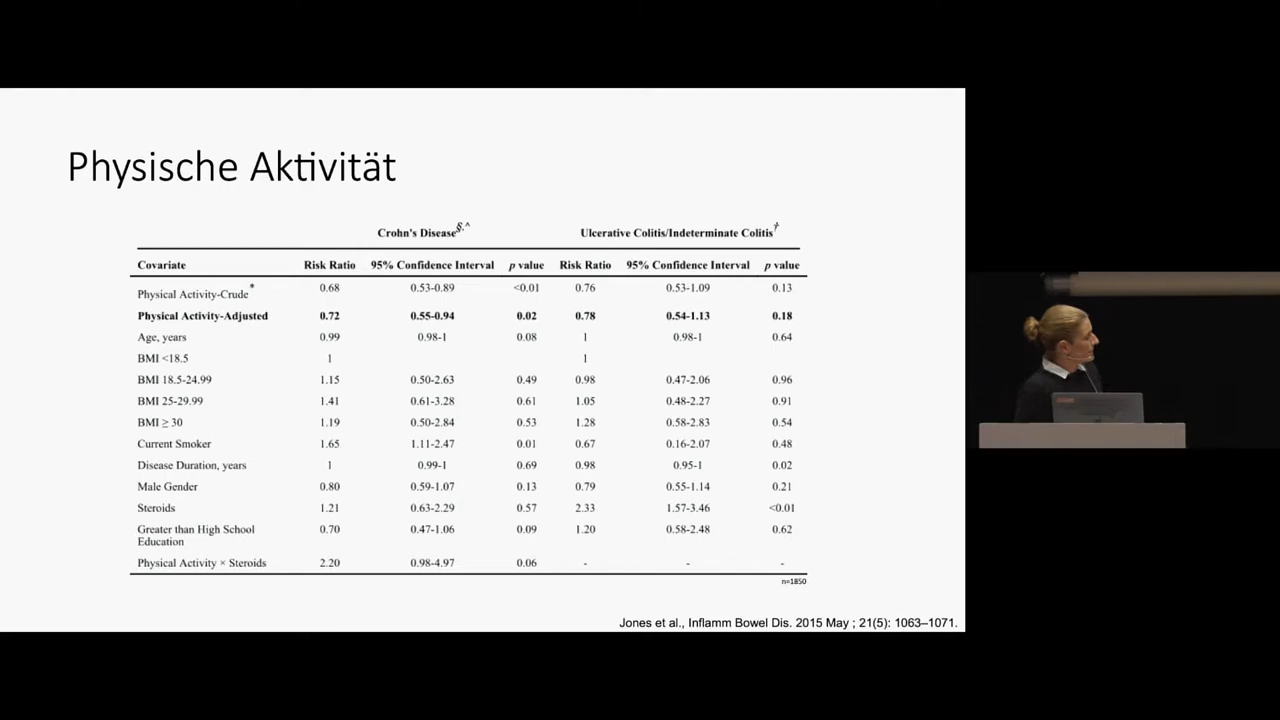 Physische Aktivität
Crohn's Disease§,^ Ulcerative Colitis/Indeterminate Colitis†
Covariate Risk Ratio 95% Confidence Interval p value Risk Ratio 95% Confidence Interval p value
Physical Activity-Crude* 0.68 0.53-0.89 <0.01 0.76 0.53-1.09 0.13
Physical Activity-Adjusted 0.72 0.55-0.94 0.02 0.78 0.54-1.13 0.18
Age, years 0.99 0.98-1 0.08 1 0.98-1 0.64
BMI <18.5 1 1
BMI 18.5-24.99 1.15 0.50-2.63 0.49 0.98 0.47-2.06 0.96
BMI 25-29.99 1.41 0.61-3.28 0.61 1.05 0.48-2.27 0.91
BMI ≥ 30 1.19 0.50-2.84 0.53 1.28 0.58-2.83 0.54
Current Smoker 1.65 1.11-2.47 0.01 0.67 0.16-2.07 0.48
Disease Duration, years 1 0.99-1 0.69 0.98 0.95-1 0.02
Male Gender 0.80 0.59-1.07 0.13 0.79 0.55-1.14 0.21
Steroids 1.21 0.63-2.29 0.57 2.33 1.57-3.46 <0.01
Greater than High School 0.70 0.47-1.06 0.09 1.20 0.58-2.48 0.62
Education
Physical Activity × Steroids 2.20 0.98-4.97 0.06 - - -
n=1850
Jones et al., Inflamm Bowel Dis. 2015 May ; 21(5): 1063–1071.